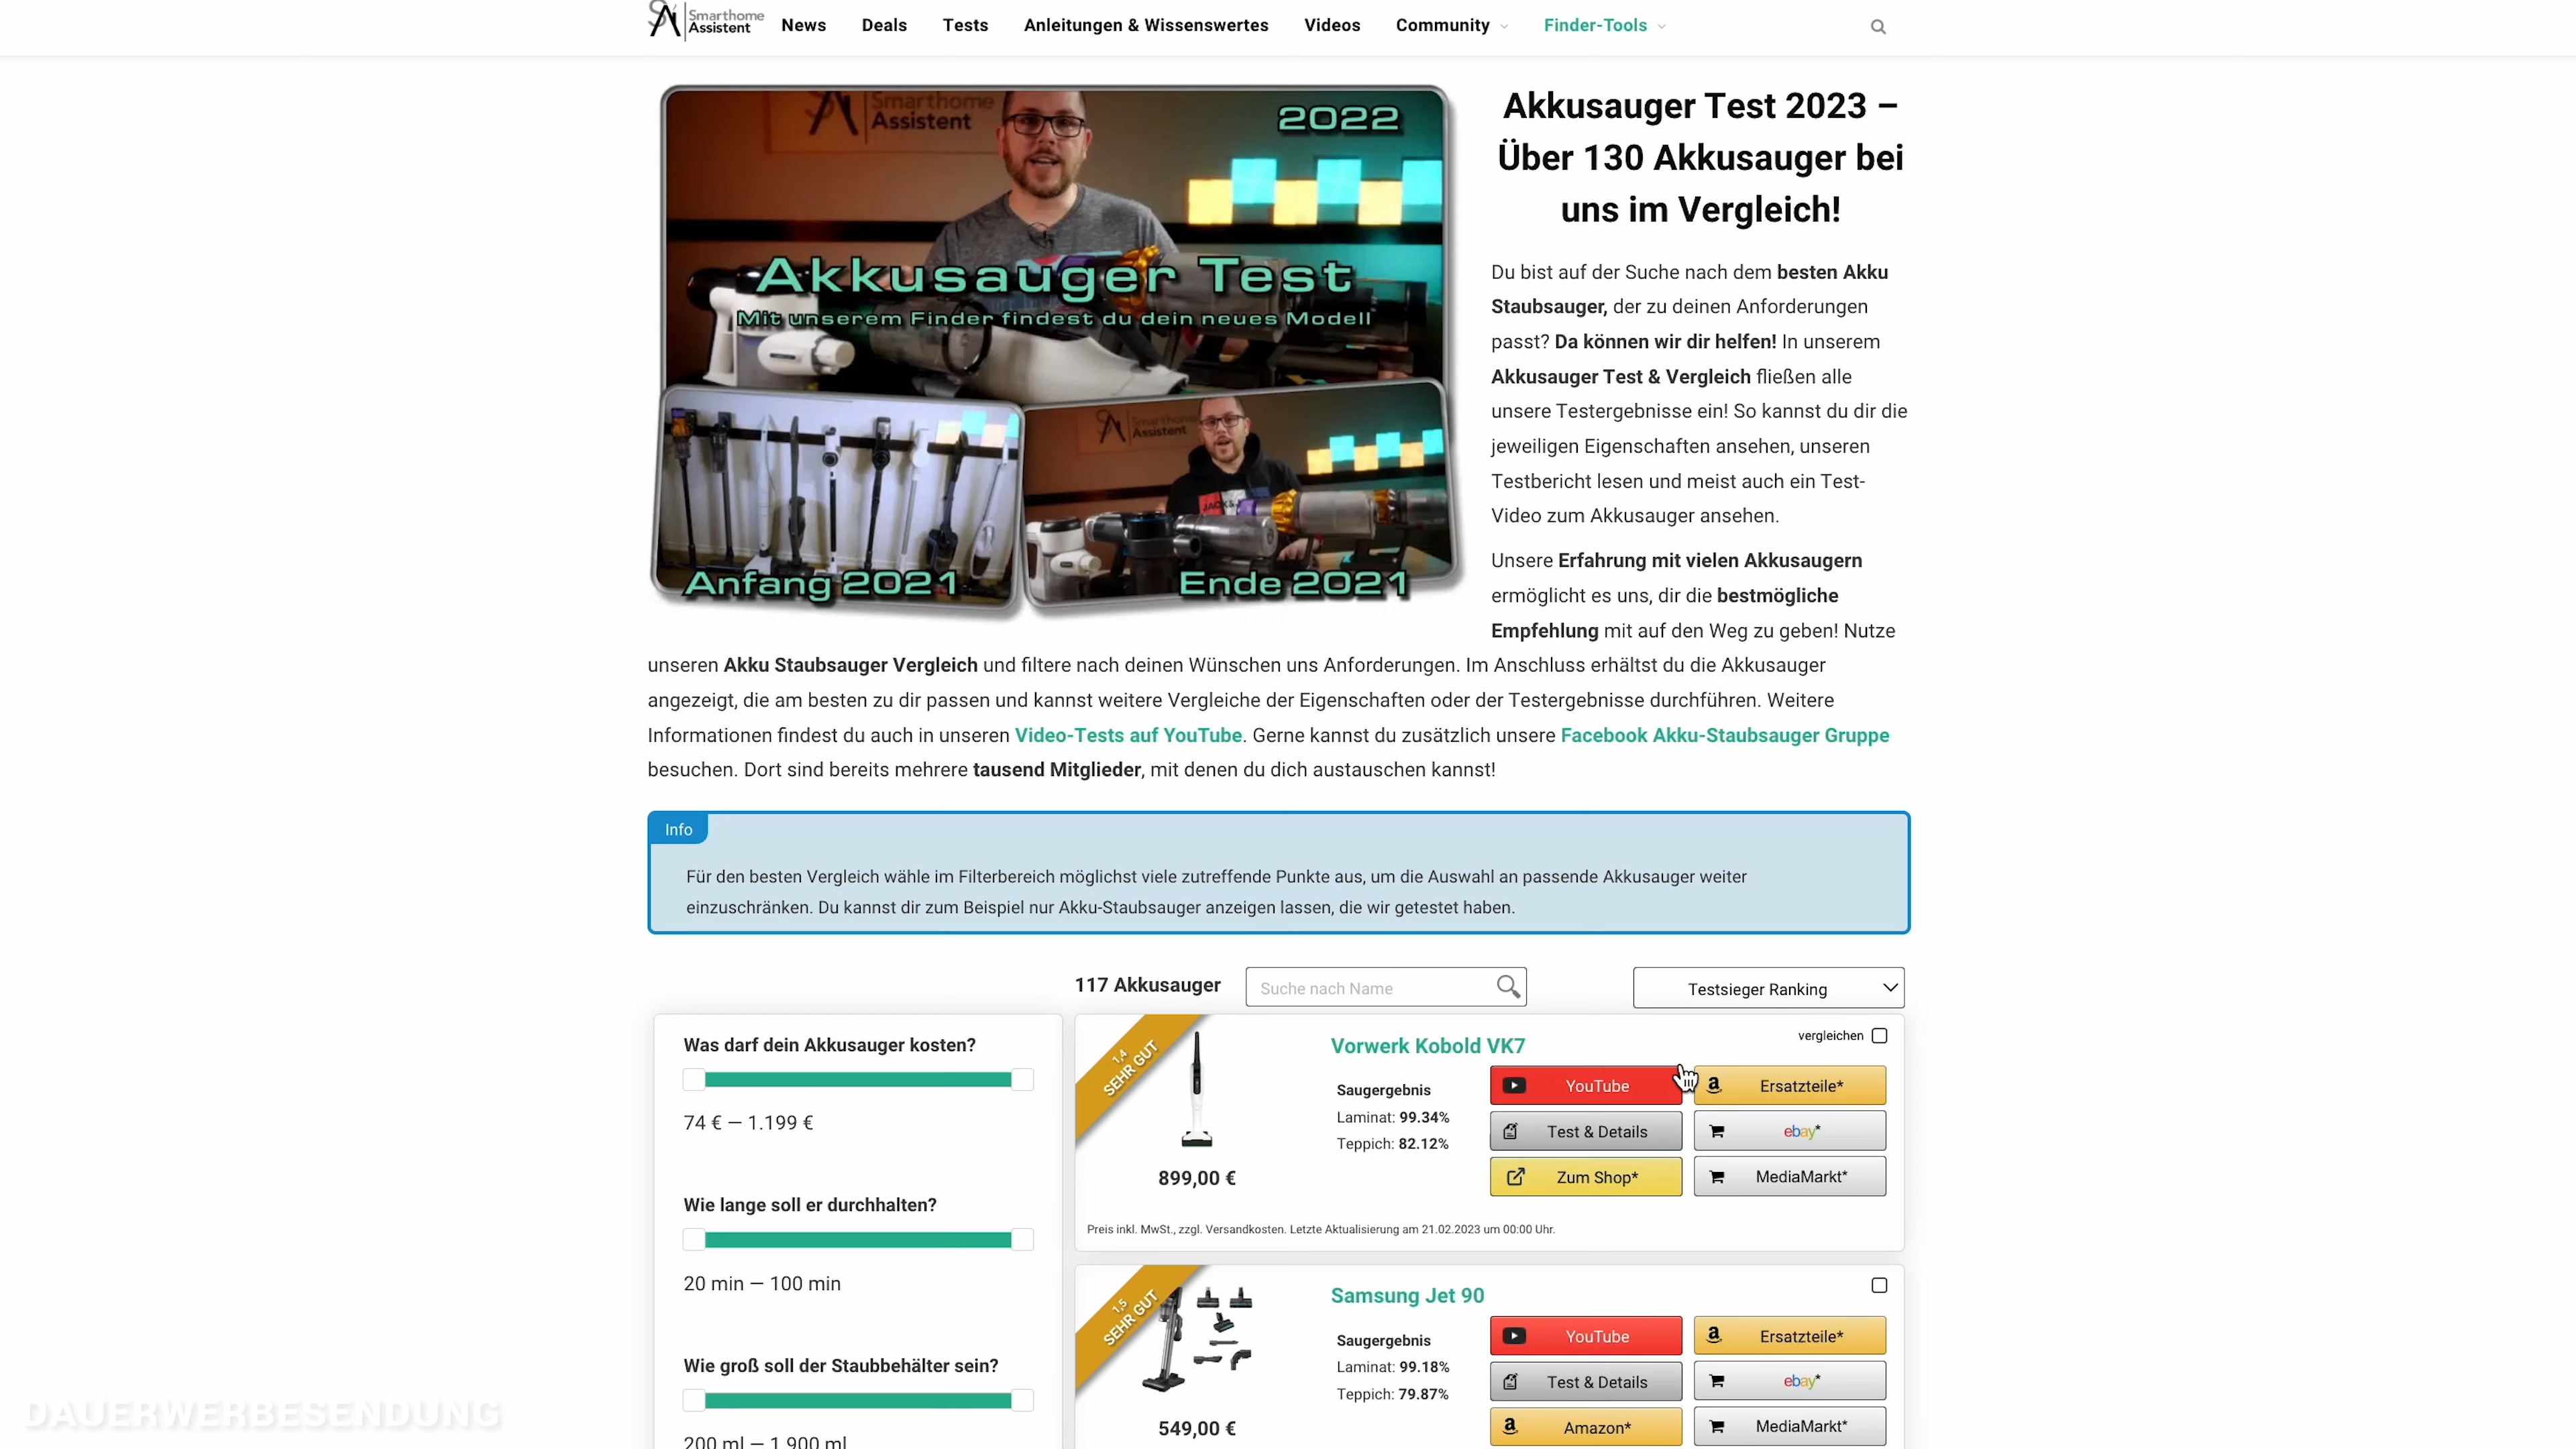 Smarthome
Assistent
News
Deals
Tests
Anleitungen & Wissenswertes
Videos
Community
Finder-Tools
Smarthome
Assistent
2022
Akkusauger Test
Mit unserem Finder findest du dein neues Modell
Anfang 2021
Smarthome
Assistent
Ende 2021
Akkusauger Test 2023 –
Über 130 Akkusauger bei
uns im Vergleich!
Du bist auf der Suche nach dem besten Akku
Staubsauger, der zu deinen Anforderungen
passt? Da können wir dir helfen! In unserem
Akkusauger Test & Vergleich fließen alle
unsere Testergebnisse ein! So kannst du dir die
jeweiligen Eigenschaften ansehen, unseren
Testbericht lesen und meist auch ein Test-
Video zum Akkusauger ansehen.
Unsere Erfahrung mit vielen Akkusaugern
ermöglicht es uns, dir die bestmögliche
Empfehlung mit auf den Weg zu geben! Nutze
unseren Akku Staubsauger Vergleich und filtere nach deinen Wünschen uns Anforderungen. Im Anschluss erhältst du die Akkusauger
angezeigt, die am besten zu dir passen und kannst weitere Vergleiche der Eigenschaften oder der Testergebnisse durchführen. Weitere
Informationen findest du auch in unseren Video-Tests auf YouTube. Gerne kannst du zusätzlich unsere Facebook Akku-Staubsauger Gruppe
besuchen. Dort sind bereits mehrere tausend Mitglieder, mit denen du dich austauschen kannst!
Info
Für den besten Vergleich wähle im Filterbereich möglichst viele zutreffende Punkte aus, um die Auswahl an passende Akkusauger weiter
einzuschränken. Du kannst dir zum Beispiel nur Akku-Staubsauger anzeigen lassen, die wir getestet haben.
117 Akkusauger
Suche nach Name
Testsieger Ranking
Was darf dein Akkusauger kosten?
74 € — 1.199 €
Wie lange soll er durchhalten?
20 min — 100 min
Wie groß soll der Staubbehälter sein?
200 ml — 1.900 ml
1,4
SEHR GUT
899,00 €
Vorwerk Kobold VK7
vergleichen
Saugergebnis
Laminat: 99.34%
Teppich: 82.12%
YouTube
Ersatzteile*
Test & Details
ebay*
Zum Shop*
MediaMarkt*
Preis inkl. MwSt., zzgl. Versandkosten. Letzte Aktualisierung am 21.02.2023 um 00:00 Uhr.
1,5
SEHR GUT
549,00 €
Samsung Jet 90
Saugergebnis
Laminat: 99.18%
Teppich: 79.87%
YouTube
Ersatzteile*
Test & Details
ebay*
Amazon*
MediaMarkt*
DAUERWERBESENDUNG